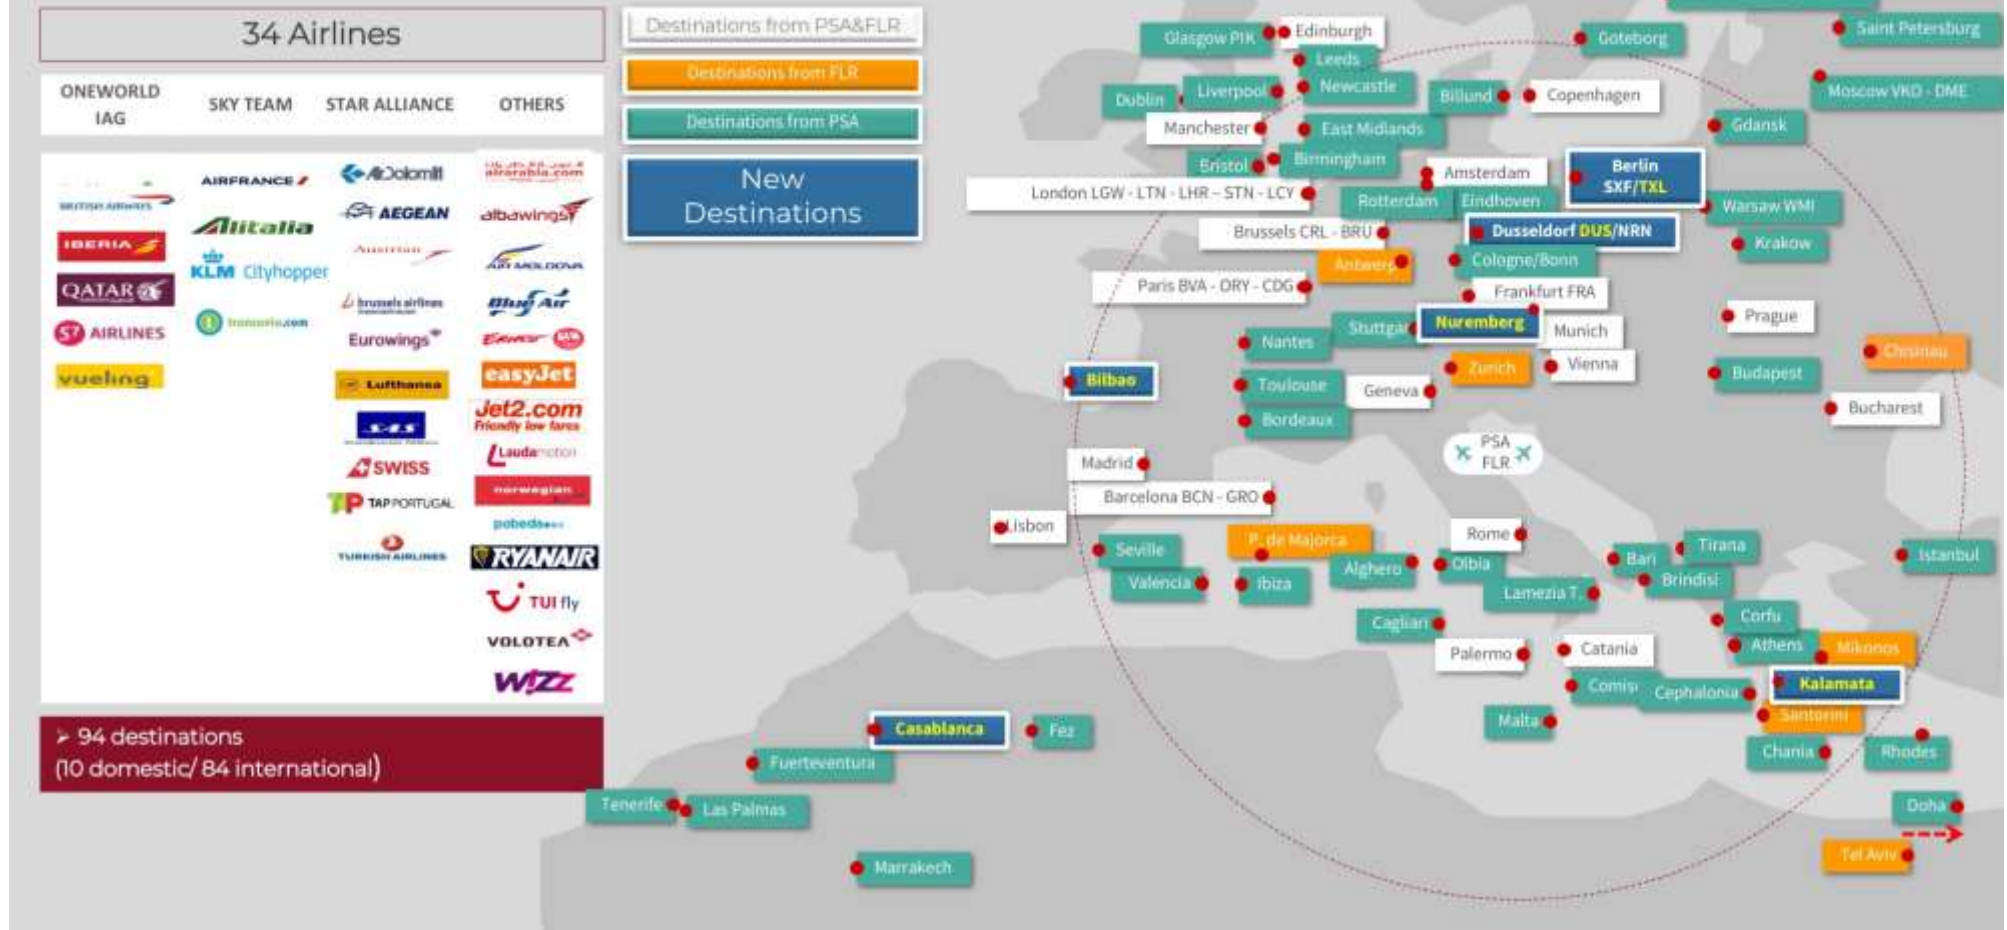 34 Airlines
ONEWORLD
IAG
SKY TEAM
STAR ALLIANCE
OTHERS
BRITISH AIRWAYS
IBERIA
QATAR
S7 AIRLINES
vueling
AIRFRANCE
Alitalia
KLM Cityhopper
transavia.com
AirDolomiti
AEGEAN
Austrian
brussels airlines
Eurowings
Lufthansa
SAS
SWISS
TP TAP PORTUGAL
TURKISH AIRLINES
airarabia.com
albawings
AIR MOLDOVA
Blue Air
Ernest
easyJet
Jet2.com
Friendly low fares
Laudamotion
norwegian
pobeda
RYANAIR
TUI fly
VOLOTEA
WIZZ
➢ 94 destinations
(10 domestic/ 84 international)
Destinations from PSA&FLR
Destinations from FLR
Destinations from PSA
New
Destinations
Glasgow PIK
Edinburgh
Leeds
Goteborg
Saint Petersburg
Dublin
Liverpool
Newcastle
Billund
Copenhagen
Moscow VKO - DME
Manchester
East Midlands
Gdansk
Bristol
Birmingham
Amsterdam
Berlin
SXF/TXL
London LGW - LTN - LHR – STN - LCY
Rotterdam
Eindhoven
Warsaw WMI
Brussels CRL - BRU
Dusseldorf DUS/NRN
Krakow
Antwerp
Cologne/Bonn
Paris BVA - ORY - CDG
Frankfurt FRA
Nantes
Stuttgar
Nuremberg
Munich
Prague
Chisinau
Bilbao
Toulouse
Geneva
Zurich
Vienna
Budapest
Bordeaux
Bucharest
PSA
FLR
Madrid
Barcelona BCN - GRO
Lisbon
Seville
P. de Majorca
Rome
Bari
Tirana
Istanbul
Valencia
Ibiza
Alghero
Olbia
Lamezia T.
Brindisi
Cagliari
Corfu
Palermo
Catania
Athens
Mikonos
Comiso
Cephalonia
Kalamata
Malta
Santorini
Casablanca
Fez
Chania
Rhodes
Fuerteventura
Tenerife
Las Palmas
Doha
Tel Aviv
Marrakech